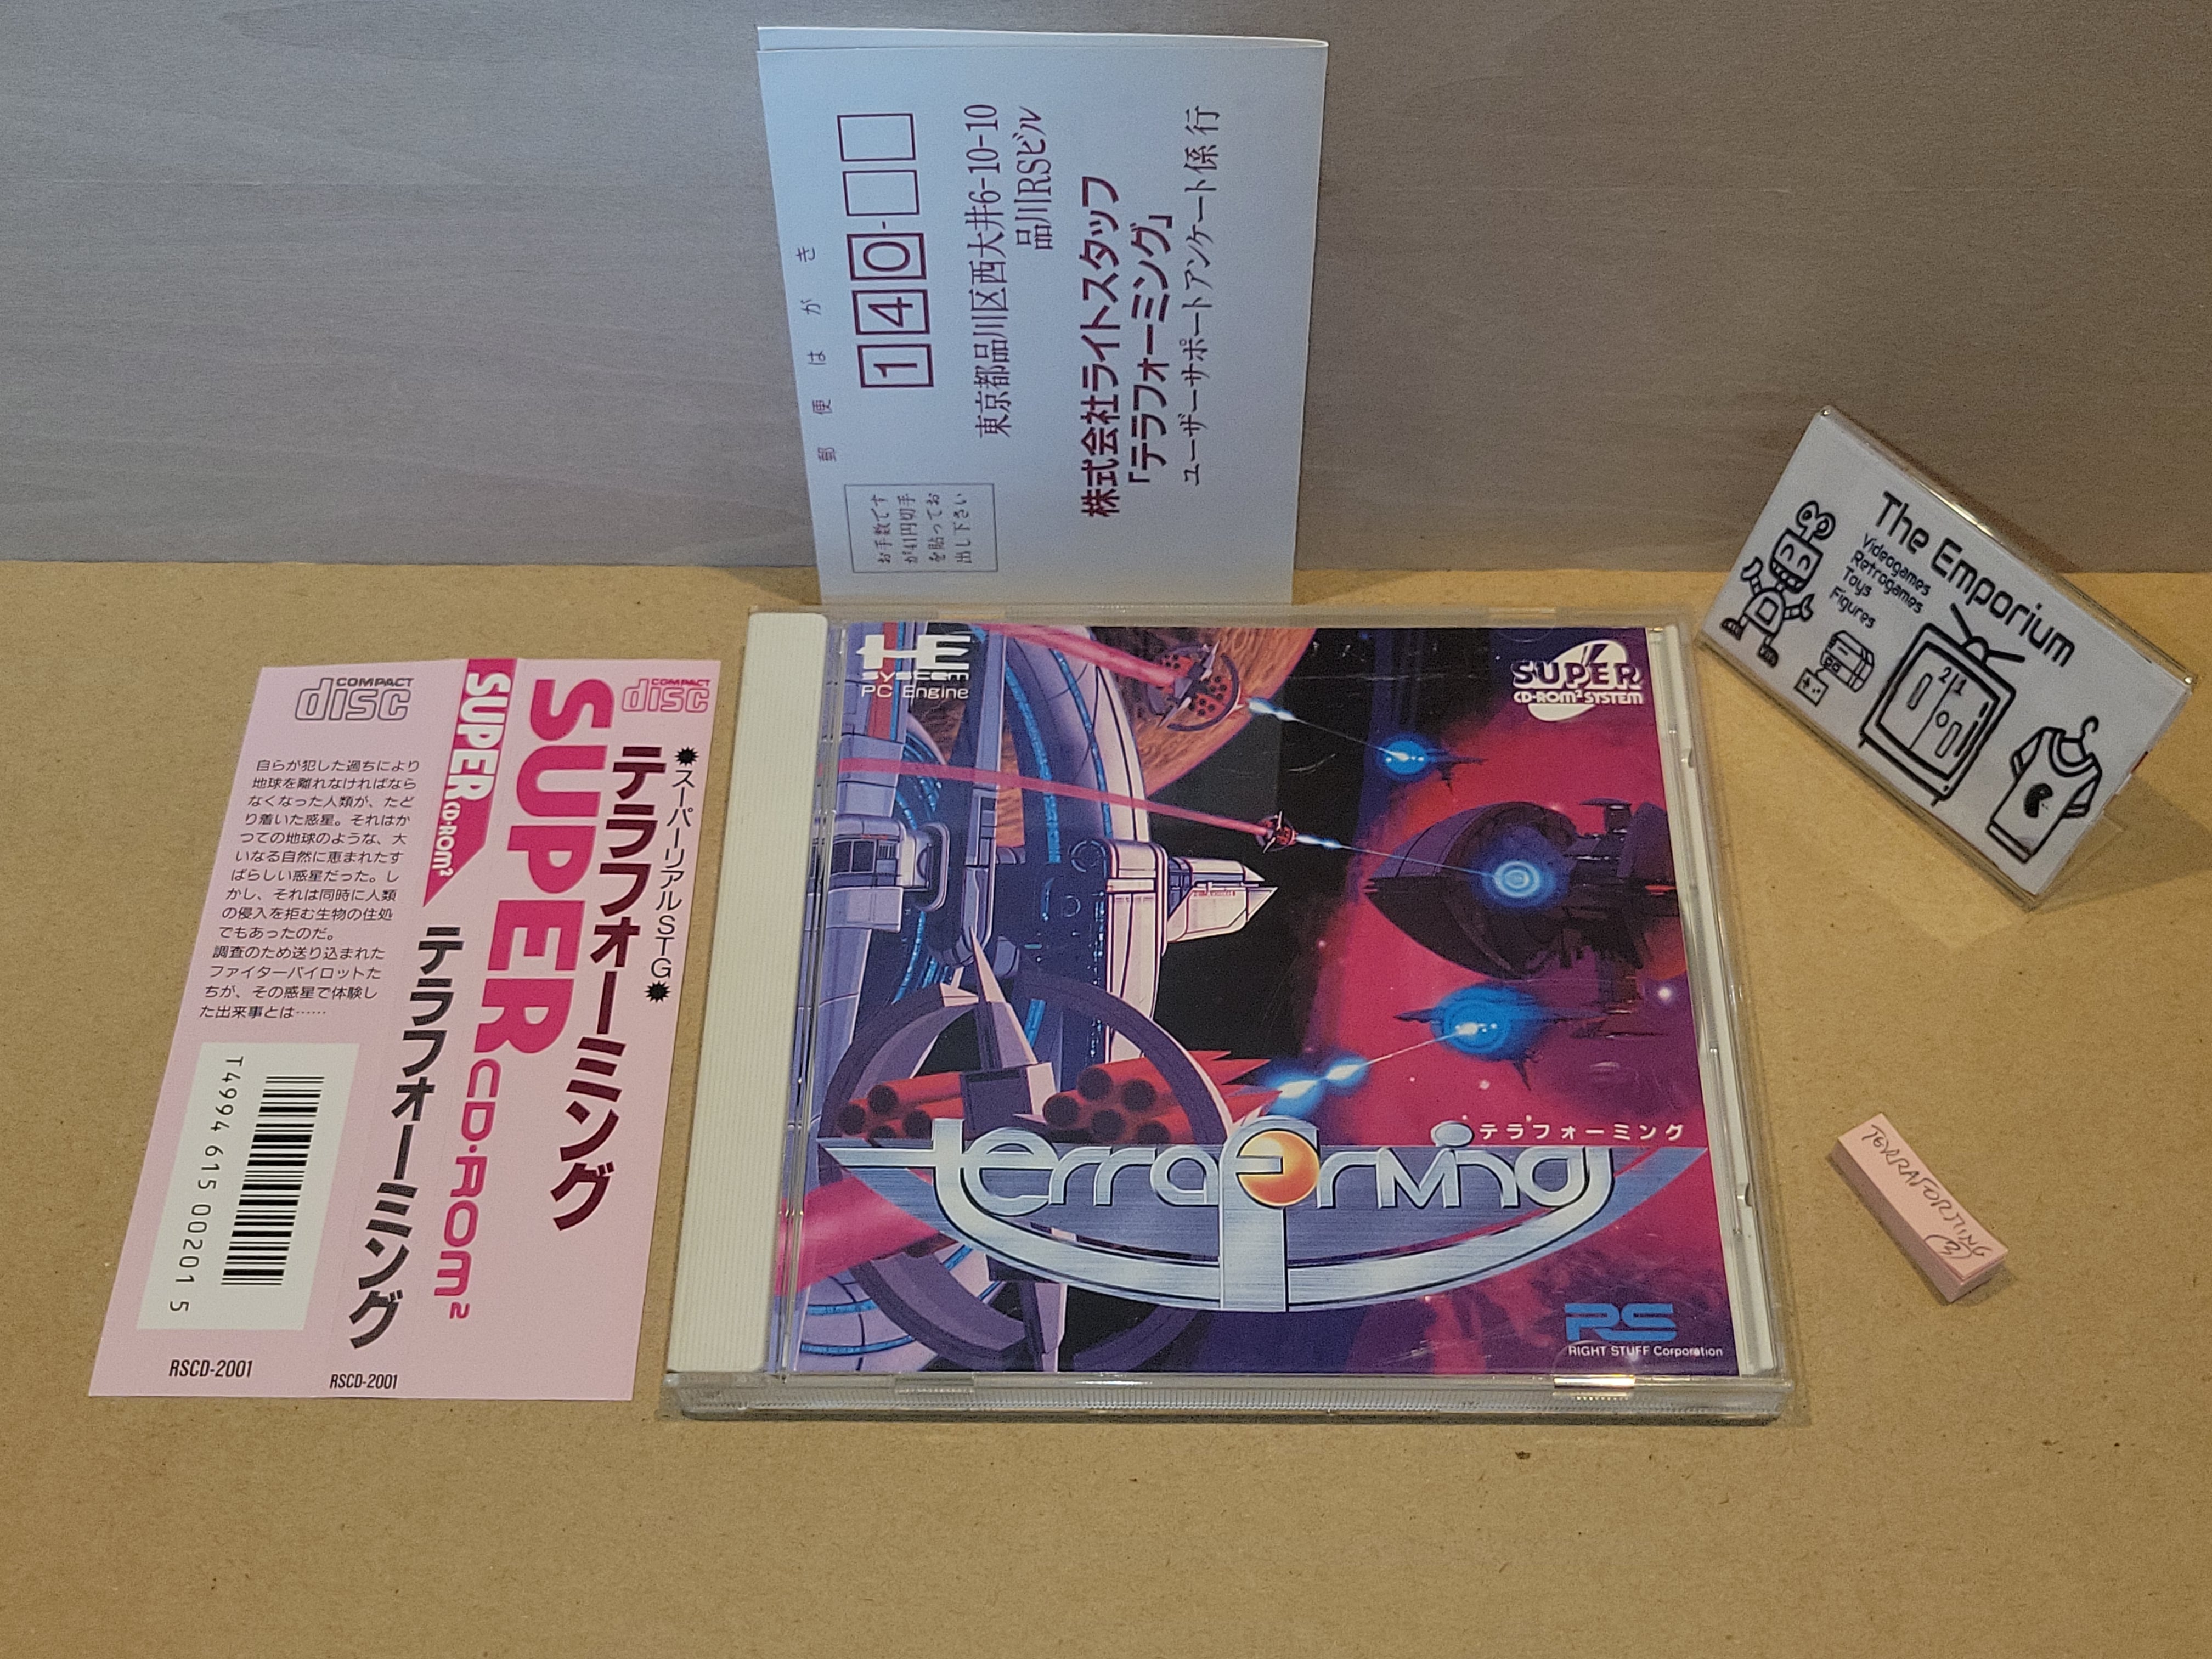 郵便はがき
140-
東京都品川区西大井6-10-10
品川RSビル
株式会社ライトスタッフ
「テラフォーミング」
ユーザーサポートアンケート係 行
お手数です
が41円切手
を貼ってお
出し下さい
COMPACT
disc
自らが犯した過ちにより
地球を離れなければなら
なくなった人類が、たど
り着いた惑星。それはか
つての地球のような、大
いなる自然に恵まれたす
ばらしい惑星だった。し
かし、それは同時に人類
の侵入を拒む生物の住処
でもあったのだ。
調査のため送り込まれた
ファイターパイロットた
ちが、その惑星で体験し
た出来事とは……
T4994 615 00201 5
RSCD-2001
SUPER CD-ROM²
テラフォーミング
RSCD-2001
COMPACT
disc
SUPER CD-ROM²
スーパーリアルSTG
テラフォーミング
HE
system
PC Engine
SUPER
CD-ROM² SYSTEM
テラフォーミング
terraforming
RS
RIGHT STUFF Corporation
The Emporium
Videogames
Retrogames
Toys
Figures
21
TERRAFORMING